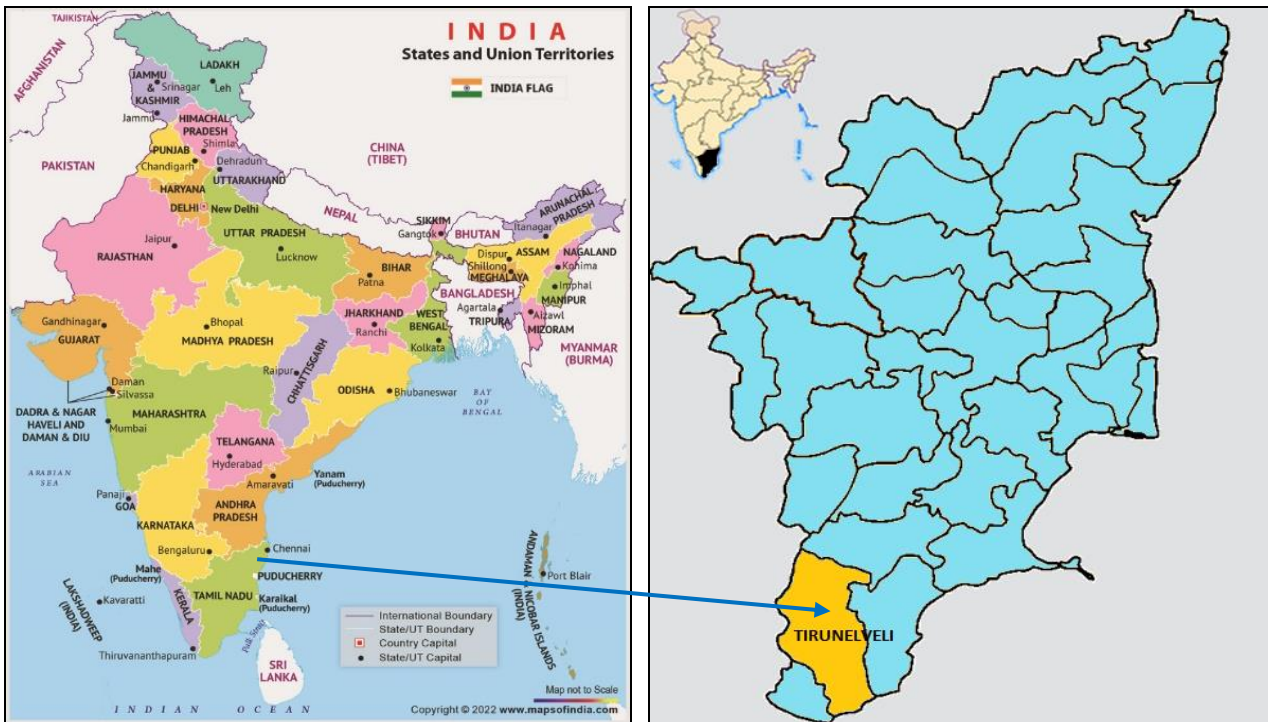 TAJIKISTAN
AFGHANISTAN
INDIA
States and Union Territories
INDIA FLAG
LADAKH
Leh
JAMMU
&
KASHMIR
Srinagar
Jammu
HIMACHAL
PRADESH
Shimla
PUNJAB
Chandigarh
Dehradun
UTTARAKHAND
PAKISTAN
CHINA
(TIBET)
HARYANA
DELHI
New Delhi
NEPAL
SIKKIM
Gangtok
BHUTAN
ARUNACHAL
PRADESH
Itanagar
UTTAR PRADESH
Lucknow
Jaipur
RAJASTHAN
BIHAR
Patna
Dispur
ASSAM
Shillong
MEGHALAYA
NAGALAND
Kohima
Imphal
MANIPUR
BANGLADESH
Agartala
TRIPURA
Aizawl
MIZORAM
MYANMAR
(BURMA)
Gandhinagar
GUJARAT
Bhopal
MADHYA PRADESH
JHARKHAND
Ranchi
WEST
BENGAL
Kolkata
CHHATTISGARH
Raipur
ODISHA
Bhubaneswar
BAY
OF
BENGAL
Daman
Silvassa
DADRA & NAGAR
HAVELI AND
DAMAN & DIU
MAHARASHTRA
Mumbai
TELANGANA
Hyderabad
ARABIAN
SEA
Amaravati
Yanam
(Puducherry)
Panaji
GOA
KARNATAKA
ANDHRA
PRADESH
Bengaluru
Chennai
Mahe
(Puducherry)
PUDUCHERRY
TAMIL NADU
Karaikal
(Puducherry)
KERALA
LAKSHADWEEP
(INDIA)
Kavaratti
Thiruvananthapuram
Palk Strait
SRI
LANKA
ANDAMAN & NICOBAR ISLANDS
(INDIA)
Port Blair
International Boundary
State/UT Boundary
Country Capital
State/UT Capital
Map not to Scale
INDIAN OCEAN
Copyright © 2022 www.mapsofindia.com
TIRUNELVELI